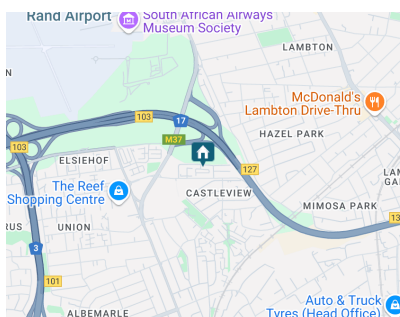 Rand Airport
South African Airways
Museum Society
LAMBTON
McDonald's
Lambton Drive-Thru
103
17
HAZEL PARK
M37
103
ELSIEHOF
127
The Reef
Shopping Centre
CASTLEVIEW
MIMOSA PARK
UNION
3
101
Auto & Truck
Tyres (Head Office)
ALBEMARLE